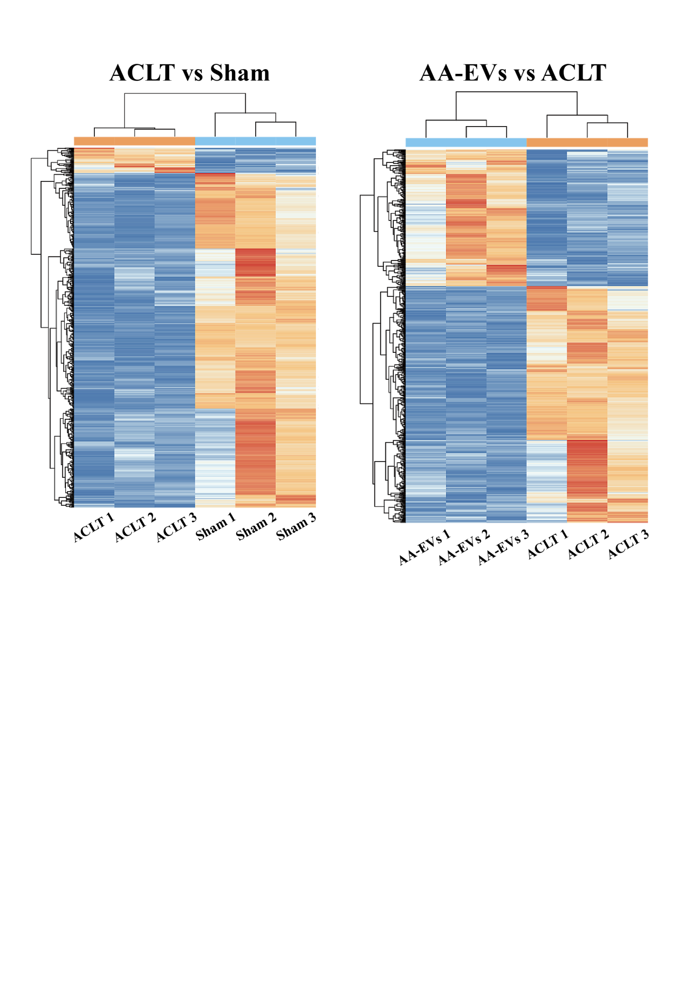 ACLT vs Sham
AA-EVs vs ACLT
ACLT 1
ACLT 2
ACLT 3
Sham 1
Sham 2
Sham 3
AA-EVs 1
AA-EVs 2
AA-EVs 3
ACLT 1
ACLT 2
ACLT 3